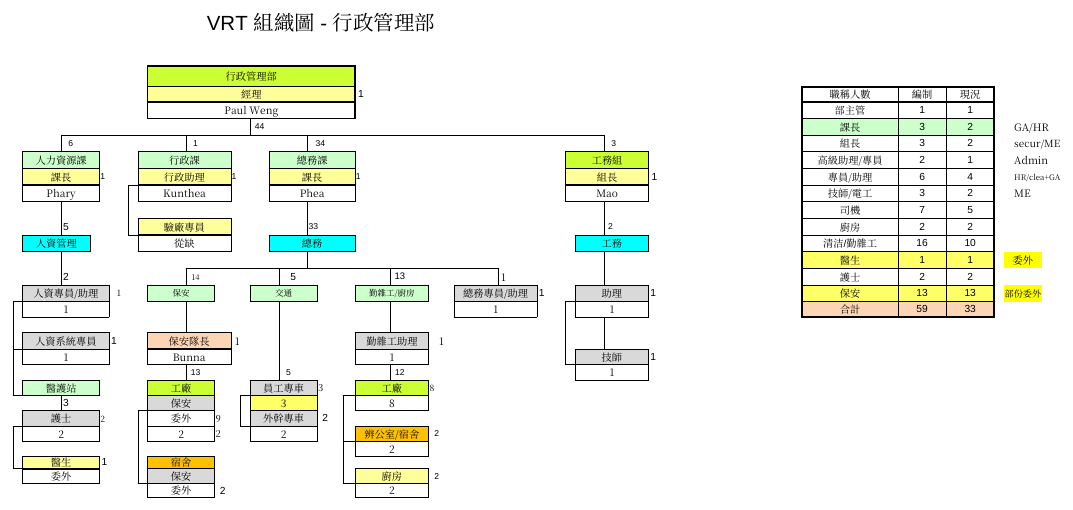 VRT 組織圖 - 行政管理部
行政管理部
經理 1
Paul Weng
44
6 1 34 3
人力資源課 行政課 總務課 工務組
課長 1 行政助理 1 課長 1 組長 1
Phary Kunthea Phea Mao
驗廠專員
從缺
5 33 2
人資管理 總務 工務
2 14 5 13 1
人資專員/助理 1 保安 交通 勤雜工/廚房 總務專員/助理 1 助理 1
1 1 1
人資系統專員 1 保安隊長 1 勤雜工助理 1
1 Bunna 1
技師 1
1
13 5 12
醫護站 工廠 員工專車 3 工廠 8
3 保安 3 8
護士 2 委外 9 外幹專車 2
2 2 2 2
辨公室/宿舍 2
2
醫生 1 宿舍
委外 保安 廚房 2
委外 2 2
職稱人數 編制 現況
部主管 1 1
課長 3 2 GA/HR
組長 3 2 secur/ME
高級助理/專員 2 1 Admin
專員/助理 6 4 HR/clea+GA
技師/電工 3 2 ME
司機 7 5
廚房 2 2
清洁/勤雜工 16 10
醫生 1 1 委外
護士 2 2
保安 13 13 部份委外
合計 59 33